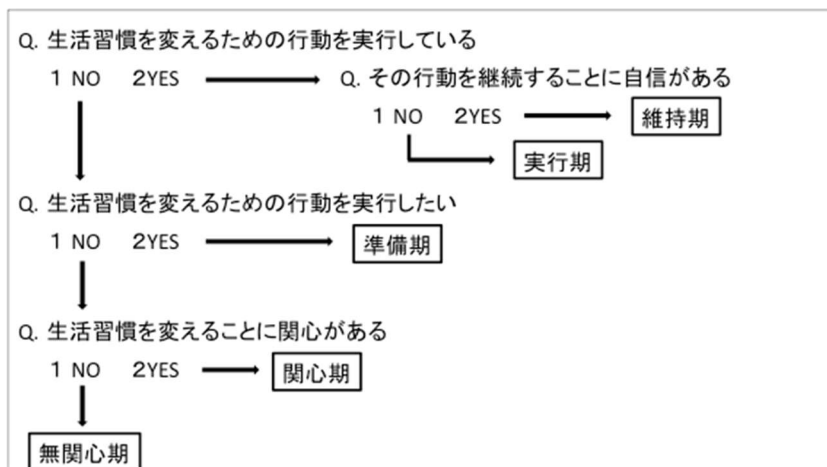 Q. 生活習慣を変えるための行動を実行している
1 NO 2YES
Q. その行動を継続することに自信がある
1 NO 2YES
維持期
実行期
Q. 生活習慣を変えるための行動を実行したい
1 NO 2YES
準備期
Q. 生活習慣を変えることに関心がある
1 NO 2YES
関心期
無関心期